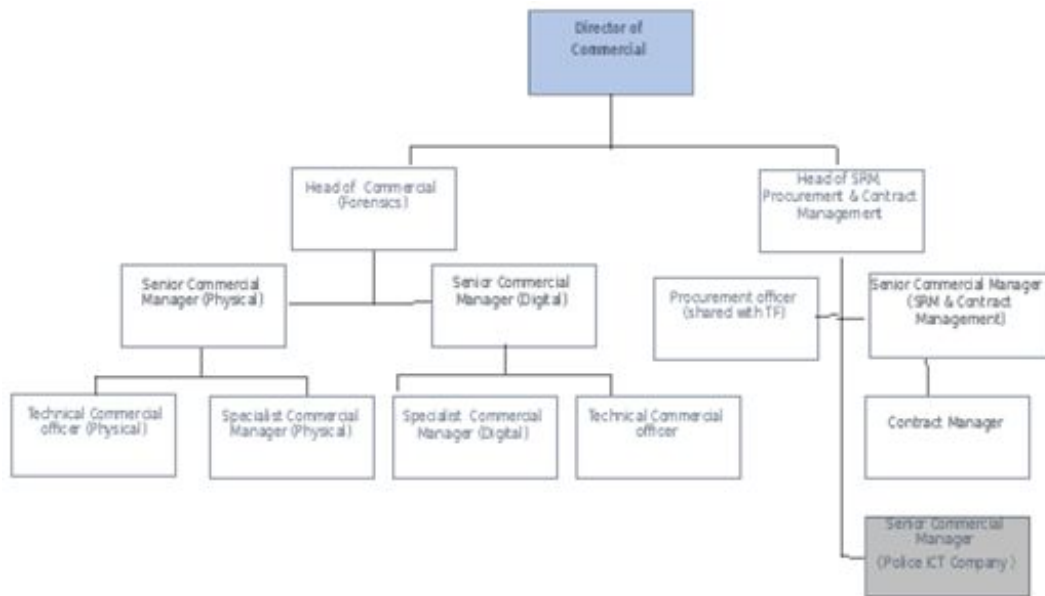 Director of
Commercial
Head of Commercial
(Forensics)
Head of SRM,
Procurement & Contract
Management
Senior Commercial
Manager (Physical)
Senior Commercial
Manager (Digital)
Procurement officer
(shared with TF)
Senior Commercial Manager
(SRM & Contract
Management)
Technical Commercial
officer (Physical)
Specialist Commercial
Manager (Physical)
Specialist Commercial
Manager (Digital)
Technical Commercial
officer
Contract Manager
Senior Commercial
Manager
(Police ICT Company)